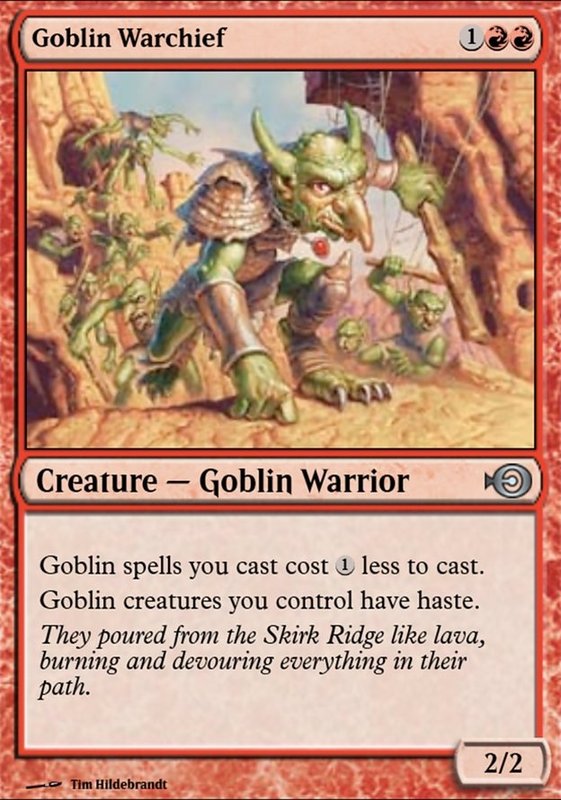 Goblin Warchief 1
Creature — Goblin Warrior
Goblin spells you cast cost 1 less to cast.
Goblin creatures you control have haste.
They poured from the Skirk Ridge like lava,
burning and devouring everything in their
path.
2/2
Tim Hildebrandt